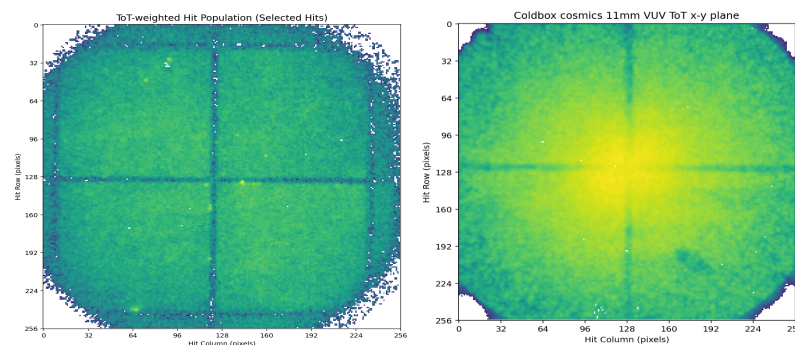 ToT-weighted Hit Population (Selected Hits)
0
32
64
96
128
160
192
224
256
Hit Row (pixels)
0 32 64 96 128 160 192 224 256
Hit Column (pixels)
Coldbox cosmics 11mm VUV ToT x-y plane
0
32
64
96
128
160
192
224
256
Hit Row (pixels)
0 32 64 96 128 160 192 224 256
Hit Column (pixels)